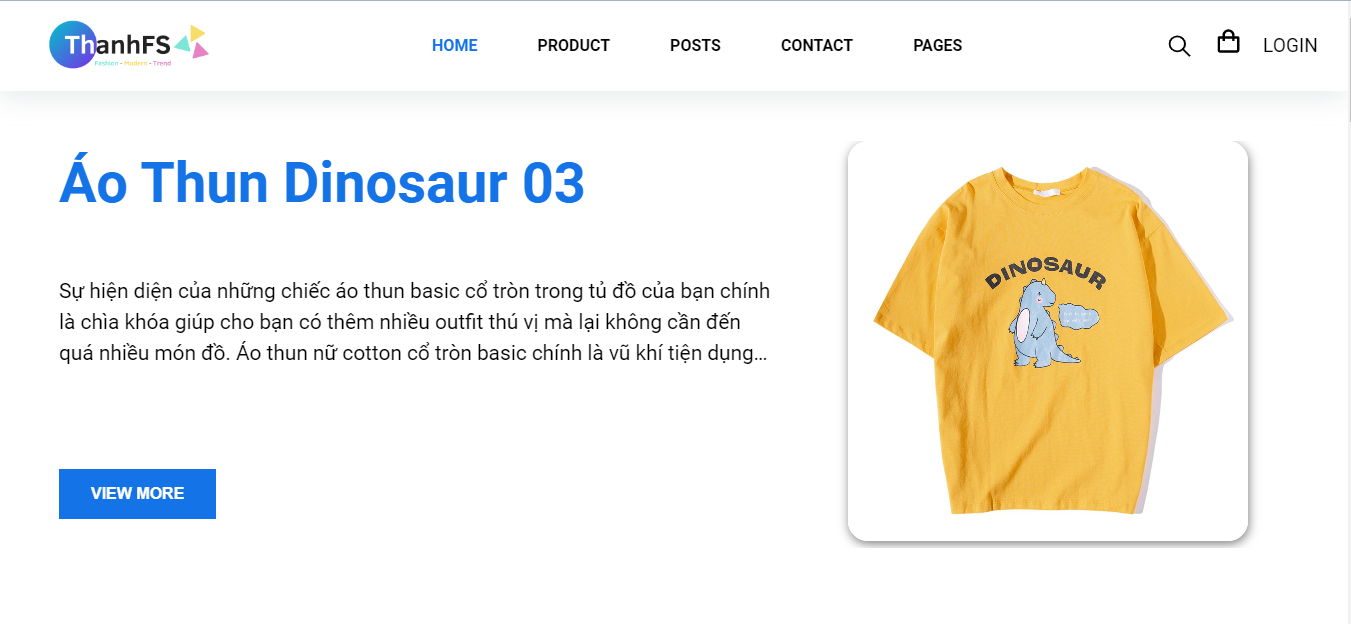 ThanhFS
Fashion - Modern - Trend
HOME
PRODUCT
POSTS
CONTACT
PAGES
LOGIN
Áo Thun Dinosaur 03
Sự hiện diện của những chiếc áo thun basic cổ tròn trong tủ đồ của bạn chính
là chìa khóa giúp cho bạn có thêm nhiều outfit thú vị mà lại không cần đến
quá nhiều món đồ. Áo thun nữ cotton cổ tròn basic chính là vũ khí tiện dụng...
VIEW MORE
DINOSAUR